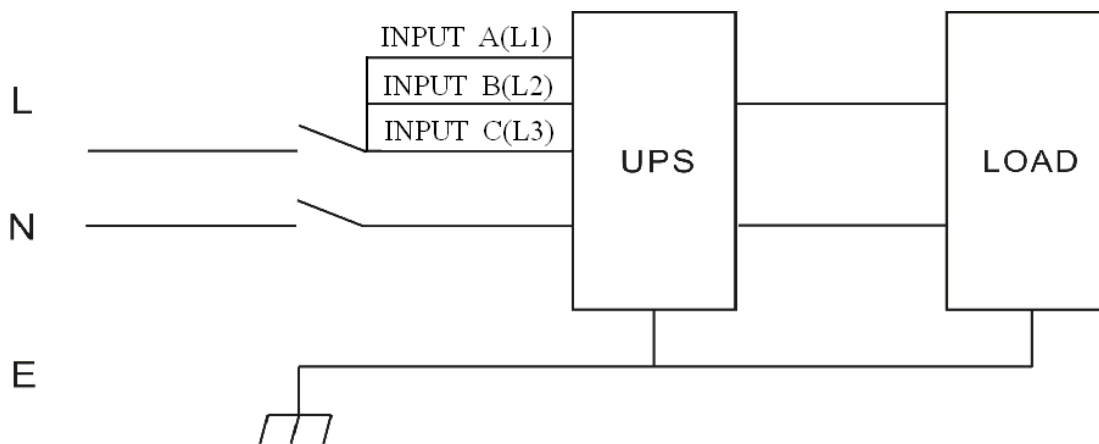 INPUT A(L1)
L
INPUT B(L2)
INPUT C(L3)
UPS
LOAD
N
E